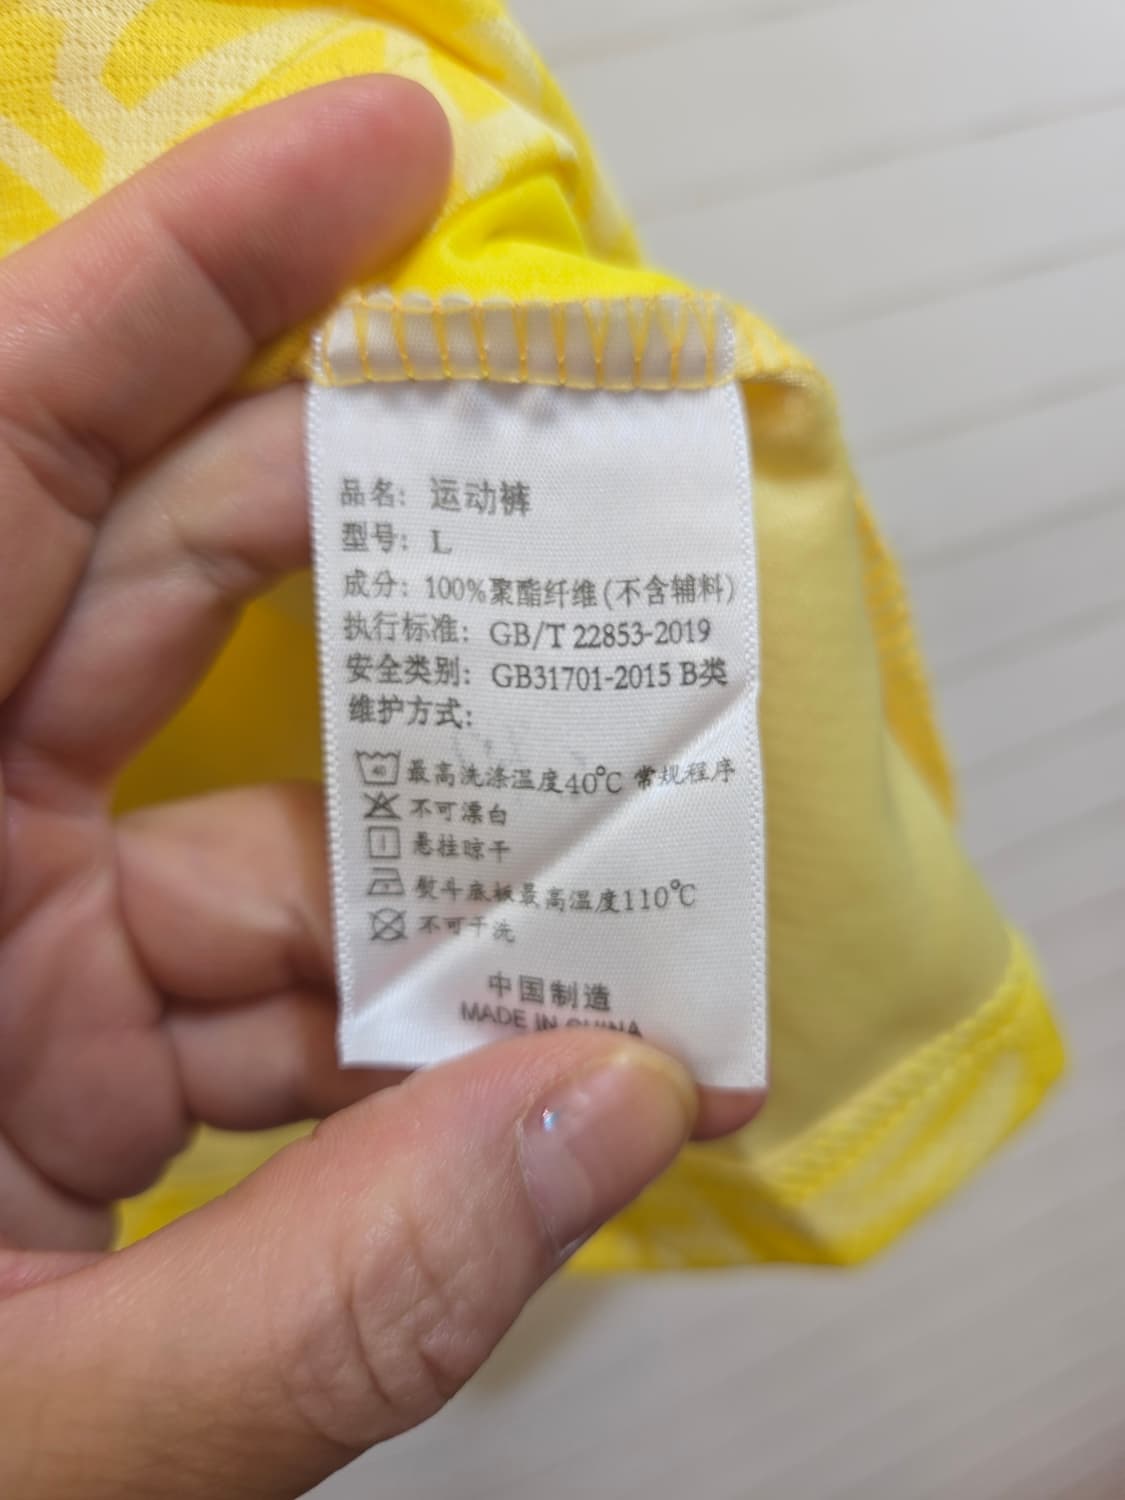 品名: 运动裤
型号: L
成分: 100%聚酯纤维(不含辅料)
执行标准: GB/T 22853-2019
安全类别: GB31701-2015 B类
维护方式:
40 最高洗涤温度40℃ 常规程序
不可漂白
悬挂晾干
熨斗底板最高温度110℃
不可干洗
中国制造
MADE IN CHINA